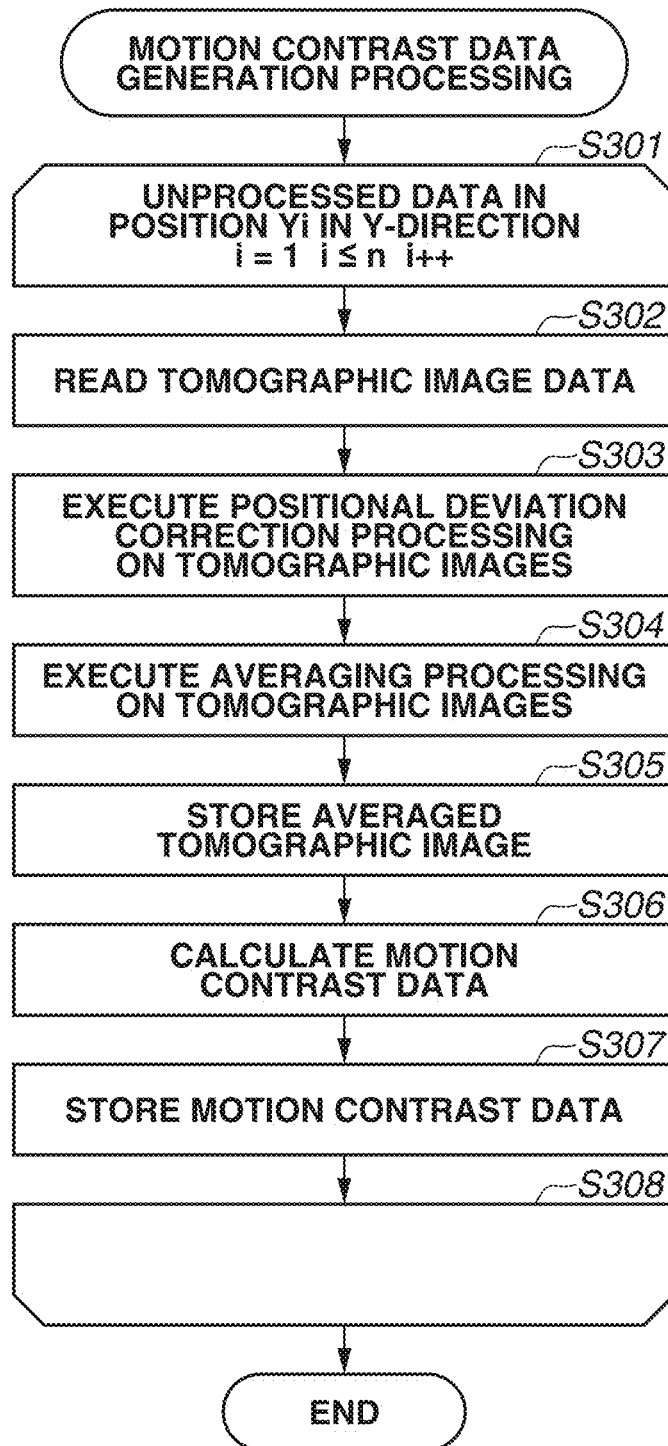 MOTION CONTRAST DATA
GENERATION PROCESSING
S301
UNPROCESSED DATA IN
POSITION Yi IN Y-DIRECTION
i = 1 i ≤ n i++
S302
READ TOMOGRAPHIC IMAGE DATA
S303
EXECUTE POSITIONAL DEVIATION
CORRECTION PROCESSING
ON TOMOGRAPHIC IMAGES
S304
EXECUTE AVERAGING PROCESSING
ON TOMOGRAPHIC IMAGES
S305
STORE AVERAGED
TOMOGRAPHIC IMAGE
S306
CALCULATE MOTION
CONTRAST DATA
S307
STORE MOTION CONTRAST DATA
S308
END